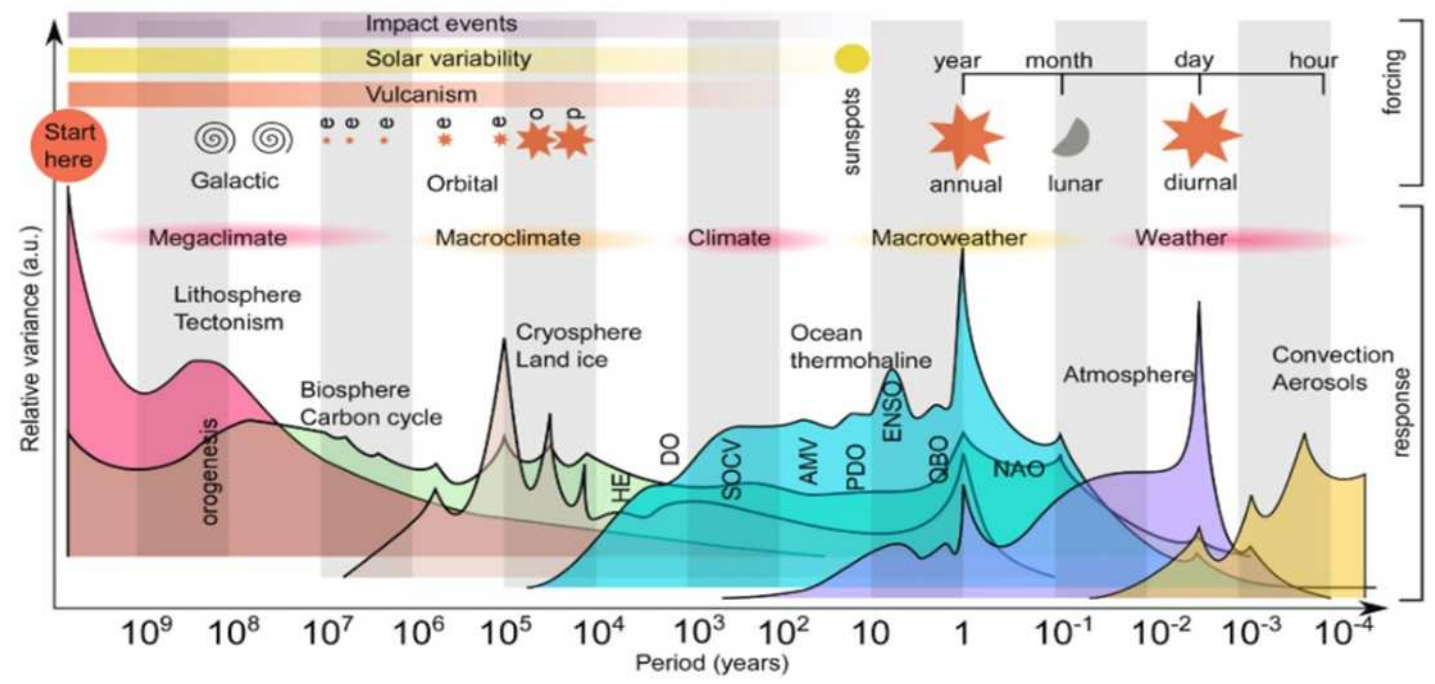 Impact events
Solar variability
Vulcanism
Start
here
e
e
e
e
e
o
p
sunspots
year
month
day
hour
forcing
Galactic
Orbital
annual
lunar
diurnal
Megaclimate
Macroclimate
Climate
Macroweather
Weather
Relative variance (a.u.)
Lithosphere
Tectonism
Cryosphere
Land ice
Ocean
thermohaline
Convection
Aerosols
Atmosphere
Biosphere
Carbon cycle
response
orogenesis
HE
DO
SOCV
AMV
PDO
ENSO
QBO
NAO
10⁹
10⁸
10⁷
10⁶
10⁵
10⁴
10³
10²
10
1
10⁻¹
10⁻²
10⁻³
10⁻⁴
Period (years)